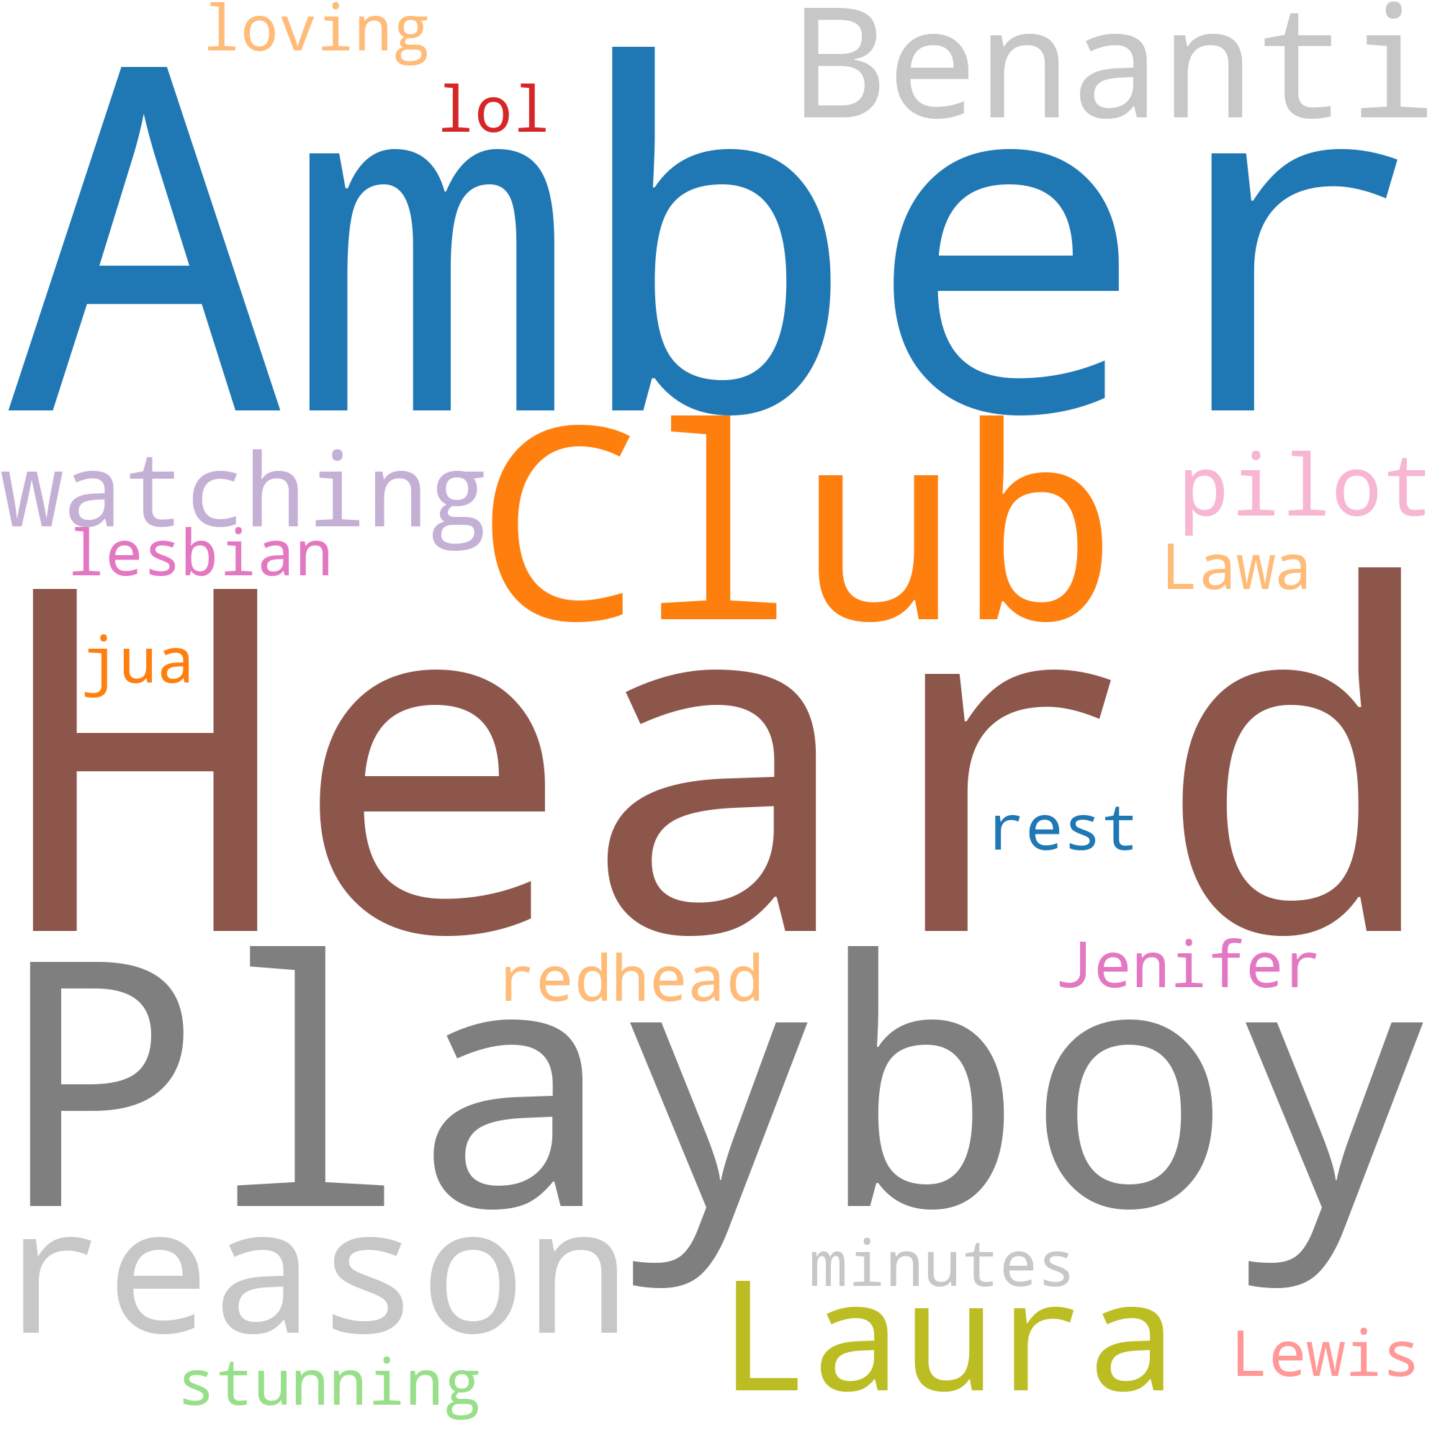 loving
Benanti
lol
Amber
watching
Club
pilot
lesbian
Lawa
jua
Heard
rest
redhead
Jenifer
Playboy
reason
minutes
Laura
stunning
Lewis